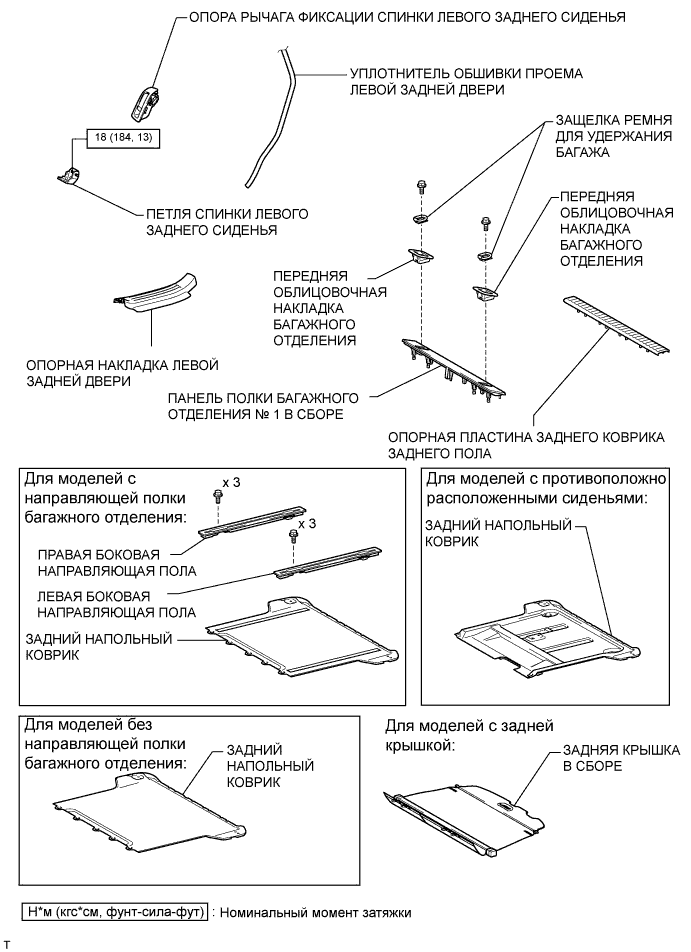 ОПОРА РЫЧАГА ФИКСАЦИИ СПИНКИ ЛЕВОГО ЗАДНЕГО СИДЕНЬЯ
УПЛОТНИТЕЛЬ ОБШИВКИ ПРОЕМА
ЛЕВОЙ ЗАДНЕЙ ДВЕРИ
ЗАЩЕЛКА РЕМНЯ
ДЛЯ УДЕРЖАНИЯ
БАГАЖА
18 (184, 13)
ПЕТЛЯ СПИНКИ ЛЕВОГО
ЗАДНЕГО СИДЕНЬЯ
ПЕРЕДНЯЯ
ОБЛИЦОВОЧНАЯ
НАКЛАДКА
БАГАЖНОГО
ОТДЕЛЕНИЯ
ПЕРЕДНЯЯ
ОБЛИЦОВОЧНАЯ
НАКЛАДКА
БАГАЖНОГО
ОТДЕЛЕНИЯ
ОПОРНАЯ НАКЛАДКА ЛЕВОЙ
ЗАДНЕЙ ДВЕРИ
ПАНЕЛЬ ПОЛКИ БАГАЖНОГО
ОТДЕЛЕНИЯ № 1 В СБОРЕ
ОПОРНАЯ ПЛАСТИНА ЗАДНЕГО КОВРИКА
ЗАДНЕГО ПОЛА
Для моделей с
направляющей полки
багажного отделения:
x 3
x 3
ПРАВАЯ БОКОВАЯ
НАПРАВЛЯЮЩАЯ ПОЛА
ЛЕВАЯ БОКОВАЯ
НАПРАВЛЯЮЩАЯ ПОЛА
ЗАДНИЙ НАПОЛЬНЫЙ
КОВРИК
Для моделей с противоположно
расположенными сиденьями:
ЗАДНИЙ НАПОЛЬНЫЙ
КОВРИК
Для моделей без
направляющей полки
багажного отделения:
ЗАДНИЙ
НАПОЛЬНЫЙ
КОВРИК
Для моделей с задней
крышкой:
ЗАДНЯЯ КРЫШКА
В СБОРЕ
Н*м (кгс*см, фунт-сила-фут) : Номинальный момент затяжки
T